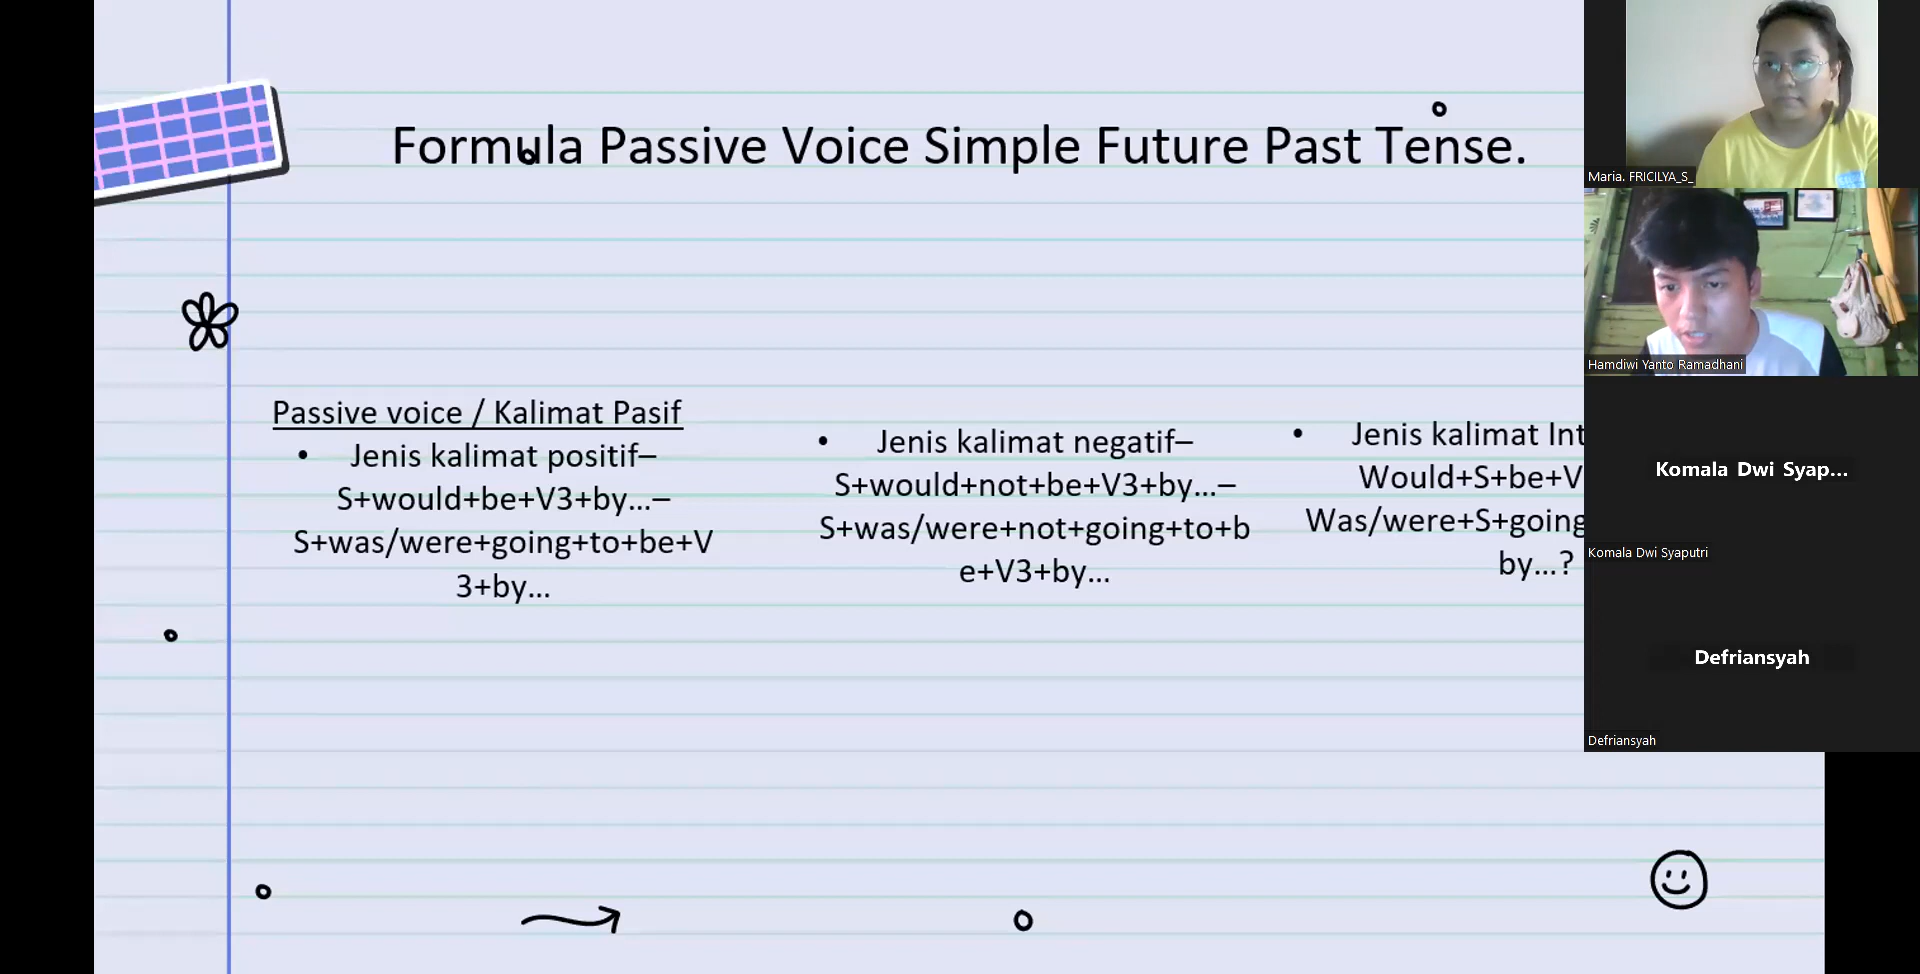 Formula Passive Voice Simple Future Past Tense.
Passive voice / Kalimat Pasif
• Jenis kalimat positif–
S+would+be+V3+by...–
S+was/were+going+to+be+V
3+by...
• Jenis kalimat negatif–
S+would+not+be+V3+by...–
S+was/were+not+going+to+b
e+V3+by...
• Jenis kalimat Int
Would+S+be+V
Was/were+S+going
by...?
Maria. FRICILYA_S_
Hamdiwi Yanto Ramadhani
Komala Dwi Syap...
Komala Dwi Syaputri
Defriansyah
Defriansyah